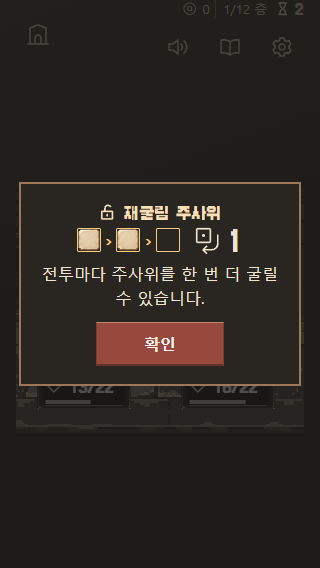 0 1/12 층 2
재굴림 주사위
1
전투마다 주사위를 한 번 더 굴릴
수 있습니다.
확인
13/22 16/22